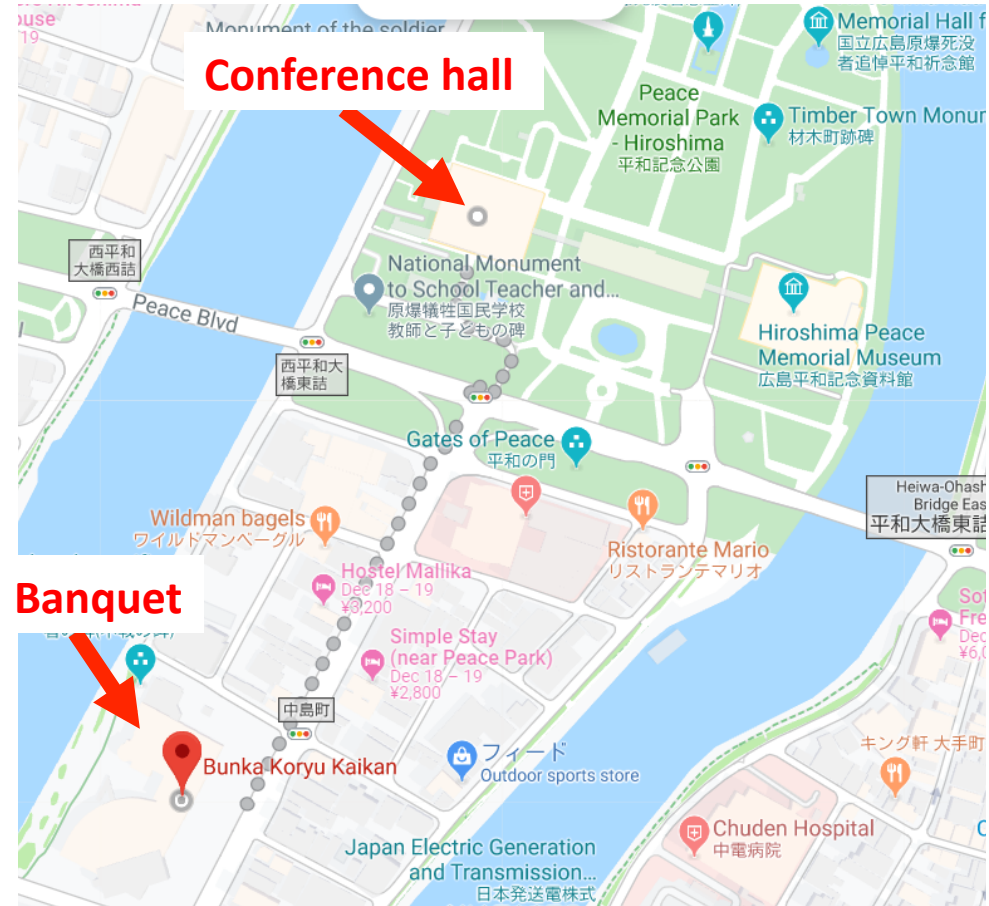 Monument of the soldier
Conference hall
Memorial Hall f
国立広島原爆死没
者追悼平和祈念館
Peace
Memorial Park
- Hiroshima
平和記念公園
Timber Town Monum
材木町跡碑
西平和
大橋西詰
Peace Blvd
National Monument
to School Teacher and...
原爆犠牲国民学校
教師と子どもの碑
Hiroshima Peace
Memorial Museum
広島平和記念資料館
西平和大
橋東詰
Gates of Peace
平和の門
Heiwa-Ohash
Bridge Eas
平和大橋東詰
Wildman bagels
ワイルドマンベーグル
Ristorante Mario
リストランテマリオ
Hostel Mallika
Dec 18 – 19
¥3,200
Banquet
Simple Stay
(near Peace Park)
Dec 18 – 19
¥2,800
Sot
Fre
Dec
¥6,0
中島町
Bunka Koryu Kaikan
フィード
Outdoor sports store
キング軒 大手町
Chuden Hospital
中電病院
Japan Electric Generation
and Transmission...
日本発送電株式